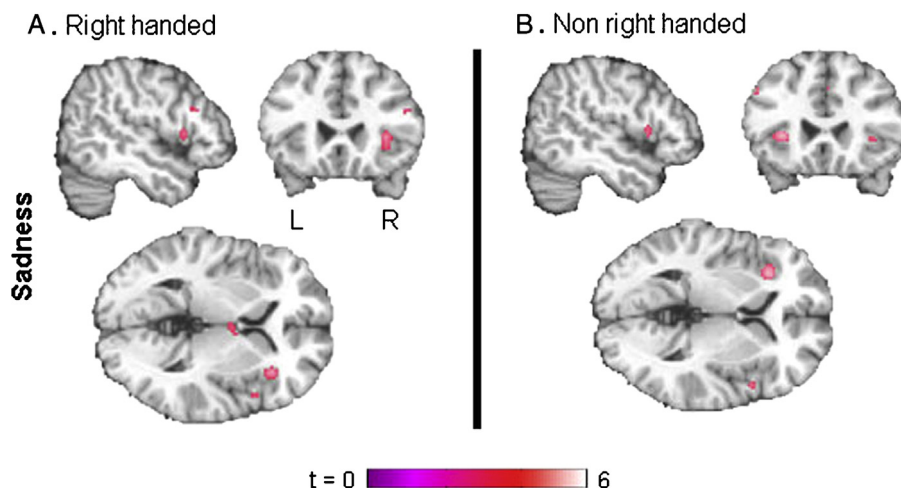 A. Right handed
B. Non right handed
Sadness
L
R
t = 0
6